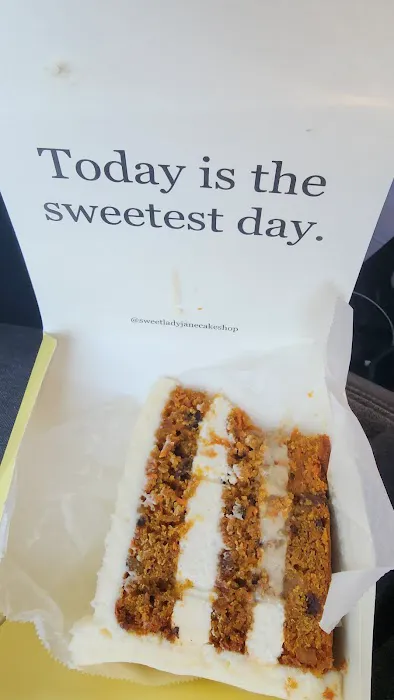 Today is the
sweetest day.
@sweetladyjanecakeshop